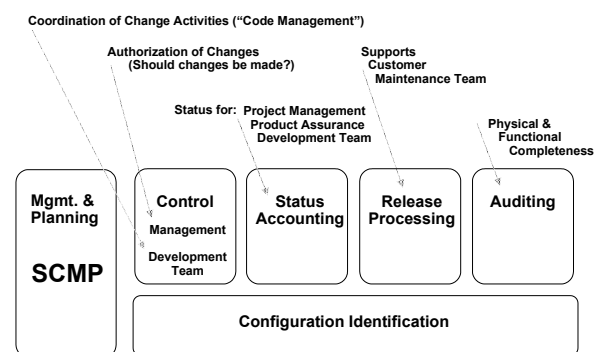 Coordination of Change Activities (“Code Management”)
Authorization of Changes
(Should changes be made?)
Supports
Customer
Maintenance Team
Status for: Project Management
Product Assurance
Development Team
Physical &
Functional
Completeness
Mgmt. &
Planning
SCMP
Control
Management
Development
Team
Status
Accounting
Release
Processing
Auditing
Configuration Identification